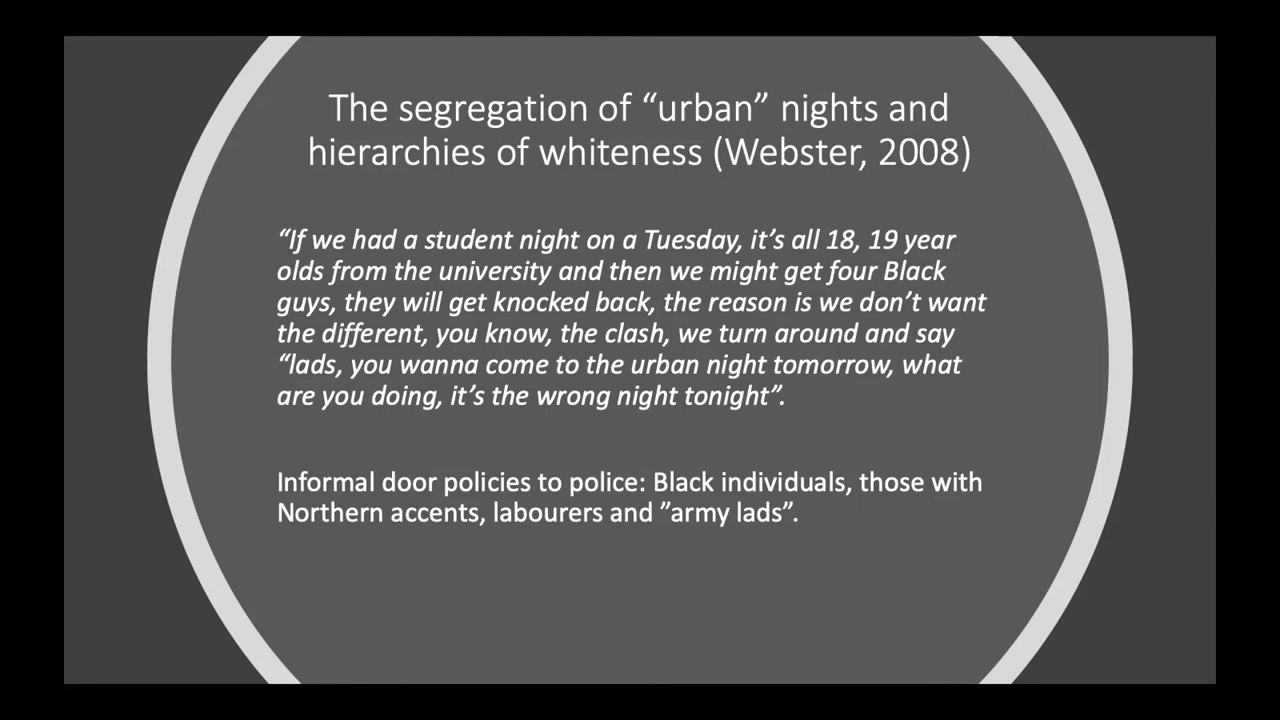 The segregation of “urban” nights and
hierarchies of whiteness (Webster, 2008)
“If we had a student night on a Tuesday, it’s all 18, 19 year
olds from the university and then we might get four Black
guys, they will get knocked back, the reason is we don’t want
the different, you know, the clash, we turn around and say
“lads, you wanna come to the urban night tomorrow, what
are you doing, it’s the wrong night tonight”.
Informal door policies to police: Black individuals, those with
Northern accents, labourers and ”army lads”.